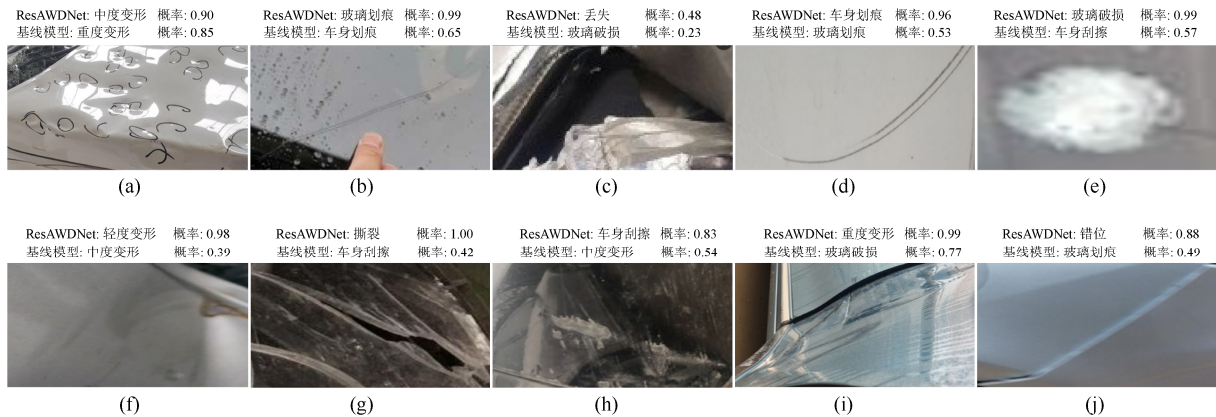 ResAWDNet: 中度变形 概率: 0.90
基线模型: 重度变形 概率: 0.85
ResAWDNet: 玻璃划痕 概率: 0.99
基线模型: 车身划痕 概率: 0.65
ResAWDNet: 丢失 概率: 0.48
基线模型: 玻璃破损 概率: 0.23
ResAWDNet: 车身划痕 概率: 0.96
基线模型: 玻璃划痕 概率: 0.53
ResAWDNet: 玻璃破损 概率: 0.99
基线模型: 车身刮擦 概率: 0.57
(a)
(b)
(c)
(d)
(e)
ResAWDNet: 轻度变形 概率: 0.98
基线模型: 中度变形 概率: 0.39
ResAWDNet: 撕裂 概率: 1.00
基线模型: 车身刮擦 概率: 0.42
ResAWDNet: 车身刮擦 概率: 0.83
基线模型: 中度变形 概率: 0.54
ResAWDNet: 重度变形 概率: 0.99
基线模型: 玻璃破损 概率: 0.77
ResAWDNet: 错位 概率: 0.88
基线模型: 玻璃划痕 概率: 0.49
(f)
(g)
(h)
(i)
(j)